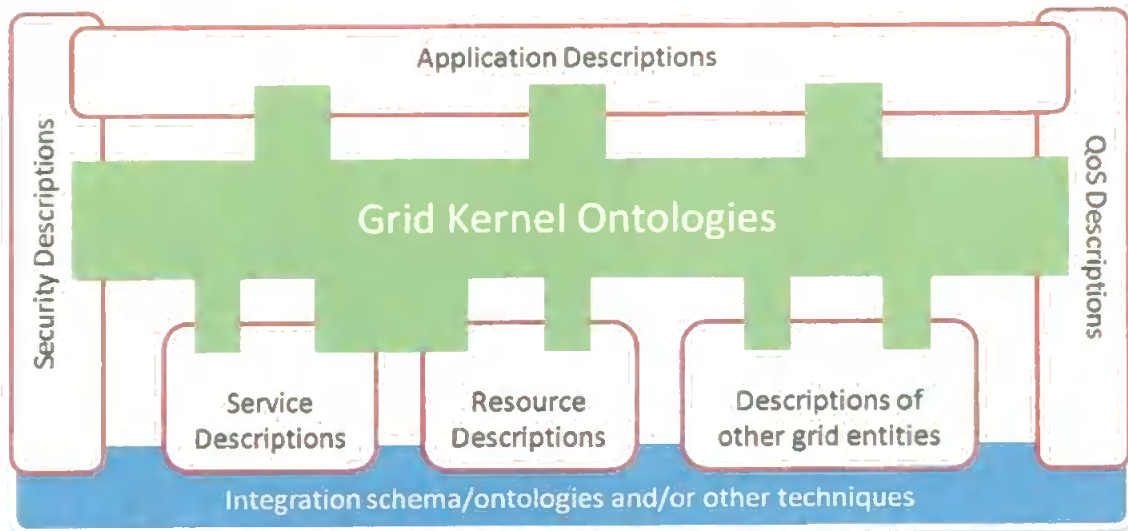 Application Descriptions
Security Descriptions
QoS Descriptions
Grid Kernel Ontologies
Service
Descriptions
Resource
Descriptions
Descriptions of
other grid entities
Integration schema/ontologies and/or other techniques